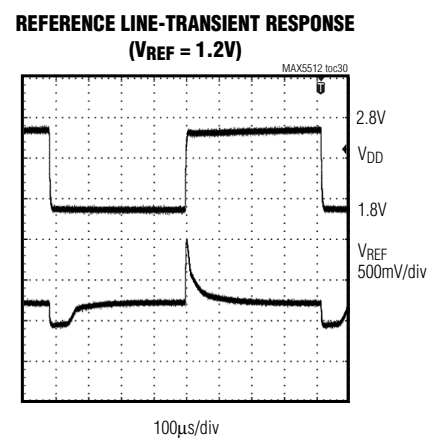 REFERENCE LINE-TRANSIENT RESPONSE
(VREF = 1.2V)
MAX5512 toc30
T
2.8V
VDD
1.8V
VREF
500mV/div
100µs/div